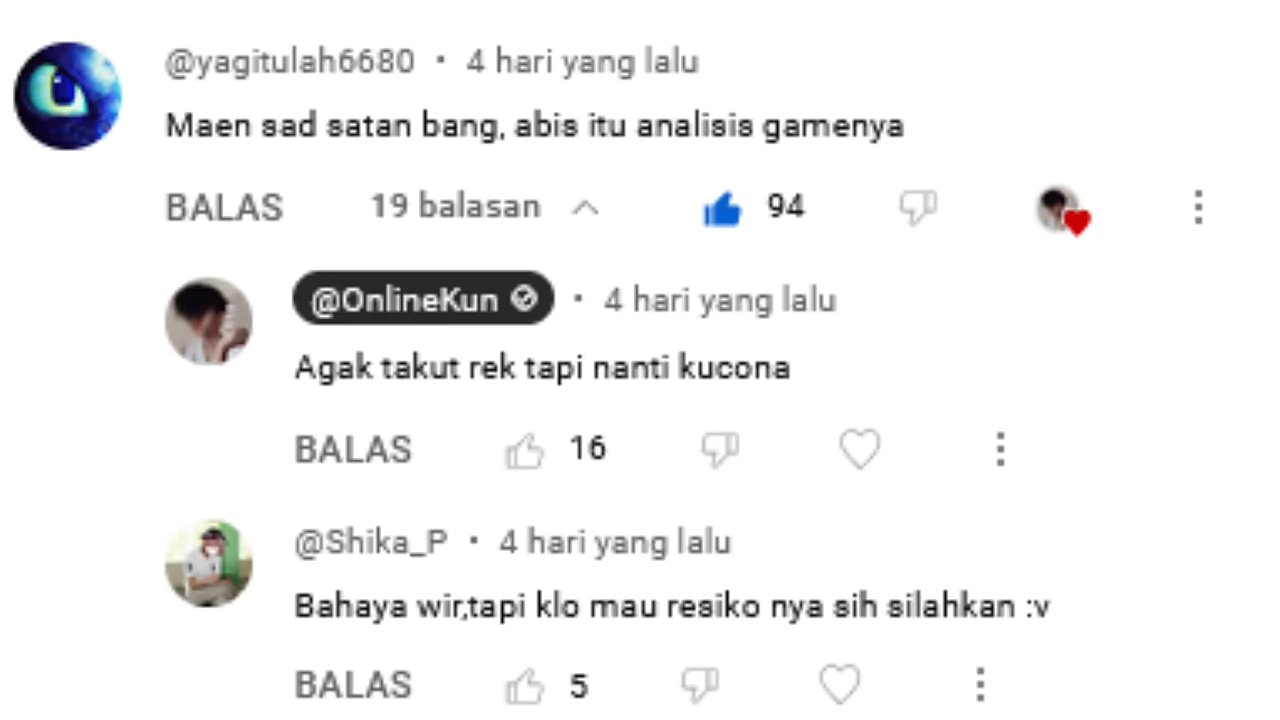 @yagitulah6680 • 4 hari yang lalu
Maen sad satan bang, abis itu analisis gamenya
BALAS 19 balasan 94
@OnlineKun • 4 hari yang lalu
Agak takut rek tapi nanti kucona
BALAS 16
@Shika_P • 4 hari yang lalu
Bahaya wir,tapi klo mau resiko nya sih silahkan :v
BALAS 5